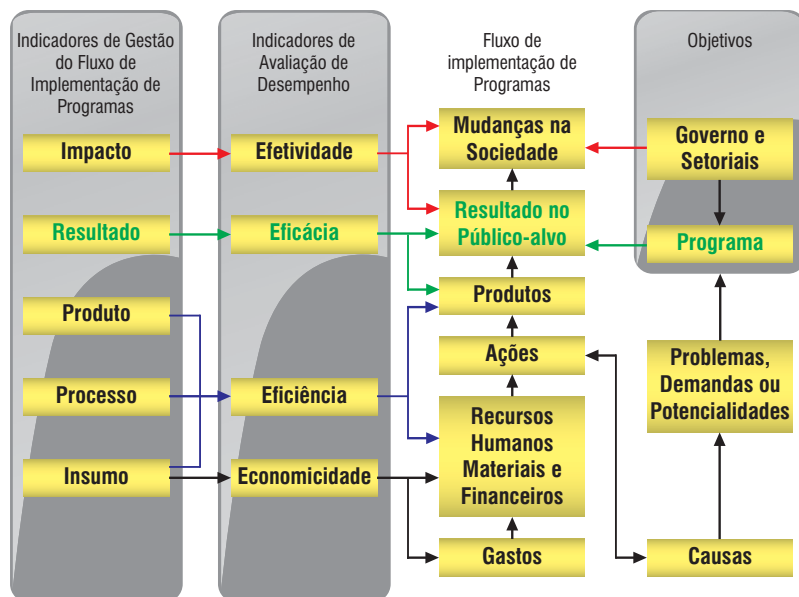 Indicadores de Gestão
do Fluxo de
Implementação de
Programas
Impacto
Resultado
Produto
Processo
Insumo
Indicadores de
Avaliação de
Desempenho
Efetividade
Eficácia
Eficiência
Economicidade
Fluxo de
implementação de
Programas
Mudanças na
Sociedade
Resultado no
Público-alvo
Produtos
Ações
Recursos
Humanos
Materiais e
Financeiros
Gastos
Objetivos
Governo e
Setoriais
Programa
Problemas,
Demandas ou
Potencialidades
Causas